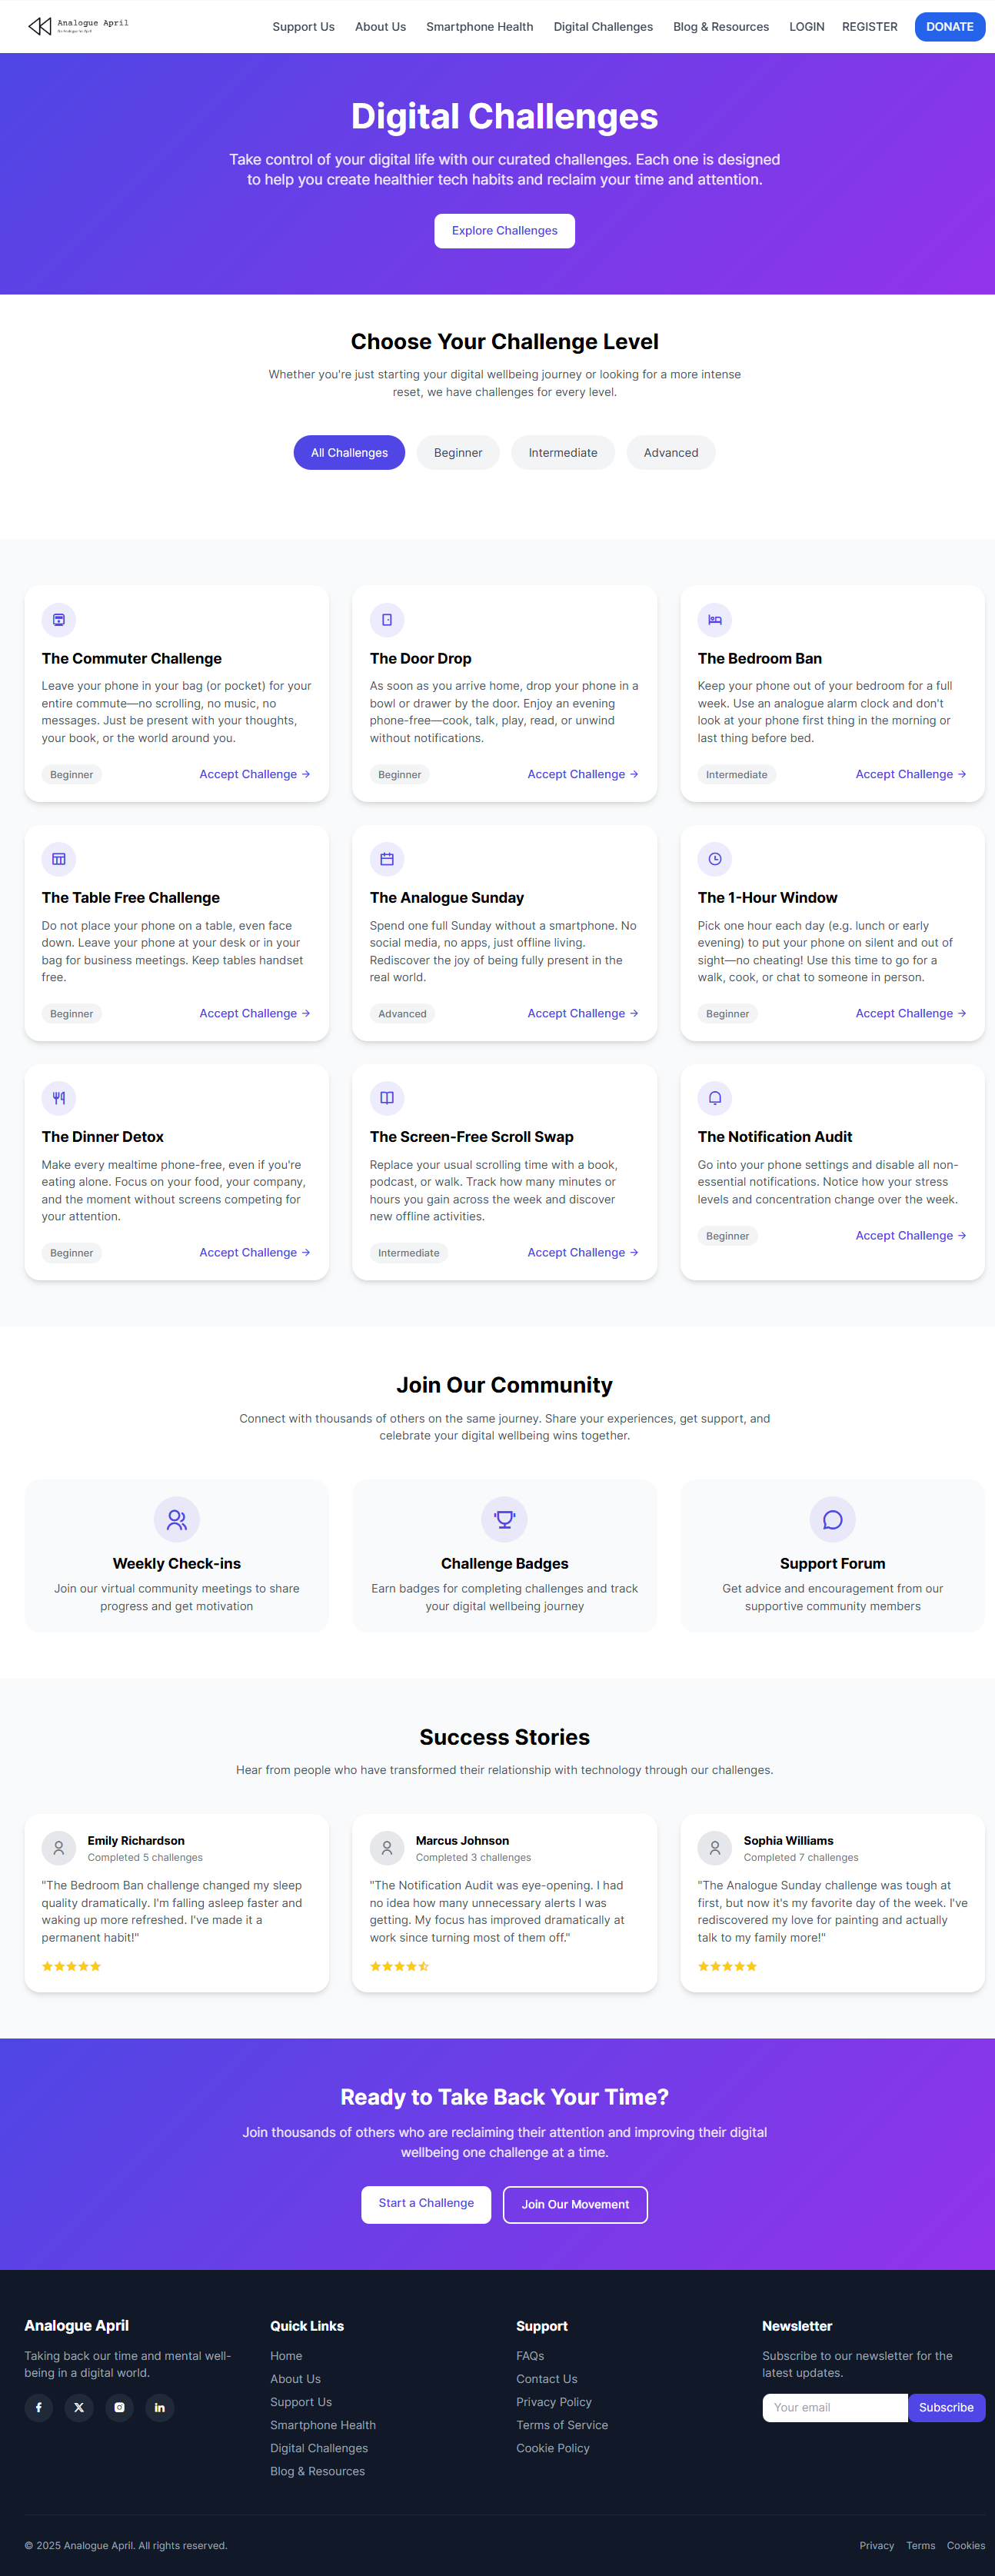 Analogue April
Support Us
About Us
Smartphone Health
Digital Challenges
Blog & Resources
LOGIN
REGISTER
DONATE
Digital Challenges
Take control of your digital life with our curated challenges. Each one is designed
to help you create healthier tech habits and reclaim your time and attention.
Explore Challenges
Choose Your Challenge Level
Whether you're just starting your digital wellbeing journey or looking for a more intense
reset, we have challenges for every level.
All Challenges
Beginner
Intermediate
Advanced
The Commuter Challenge
Leave your phone in your bag (or pocket) for your
entire commute—no scrolling, no music, no
messages. Just be present with your thoughts,
your book, or the world around you.
Beginner
Accept Challenge →
The Door Drop
As soon as you arrive home, drop your phone in a
bowl or drawer by the door. Enjoy an evening
phone-free—cook, talk, play, read, or unwind
without notifications.
Beginner
Accept Challenge →
The Bedroom Ban
Keep your phone out of your bedroom for a full
week. Use an analogue alarm clock and don't
look at your phone first thing in the morning or
last thing before bed.
Intermediate
Accept Challenge →
The Table Free Challenge
Do not place your phone on a table, even face
down. Leave your phone at your desk or in your
bag for business meetings. Keep tables handset
free.
Beginner
Accept Challenge →
The Analogue Sunday
Spend one full Sunday without a smartphone. No
social media, no apps, just offline living.
Rediscover the joy of being fully present in the
real world.
Advanced
Accept Challenge →
The 1-Hour Window
Pick one hour each day (e.g. lunch or early
evening) to put your phone on silent and out of
sight—no cheating! Use this time to go for a
walk, cook, or chat to someone in person.
Beginner
Accept Challenge →
The Dinner Detox
Make every mealtime phone-free, even if you're
eating alone. Focus on your food, your company,
and the moment without screens competing for
your attention.
Beginner
Accept Challenge →
The Screen-Free Scroll Swap
Replace your usual scrolling time with a book,
podcast, or walk. Track how many minutes or
hours you gain across the week and discover
new offline activities.
Intermediate
Accept Challenge →
The Notification Audit
Go into your phone settings and disable all non-
essential notifications. Notice how your stress
levels and concentration change over the week.
Beginner
Accept Challenge →
Join Our Community
Connect with thousands of others on the same journey. Share your experiences, get support, and
celebrate your digital wellbeing wins together.
Weekly Check-ins
Join our virtual community meetings to share
progress and get motivation
Challenge Badges
Earn badges for completing challenges and track
your digital wellbeing journey
Support Forum
Get advice and encouragement from our
supportive community members
Success Stories
Hear from people who have transformed their relationship with technology through our challenges.
Emily Richardson
Completed 5 challenges
"The Bedroom Ban challenge changed my sleep
quality dramatically. I'm falling asleep faster and
waking up more refreshed. I've made it a
permanent habit!"
Marcus Johnson
Completed 3 challenges
"The Notification Audit was eye-opening. I had
no idea how many unnecessary alerts I was
getting. My focus has improved dramatically at
work since turning most of them off."
Sophia Williams
Completed 7 challenges
"The Analogue Sunday challenge was tough at
first, but now it's my favorite day of the week. I've
rediscovered my love for painting and actually
talk to my family more!"
Ready to Take Back Your Time?
Join thousands of others who are reclaiming their attention and improving their digital
wellbeing one challenge at a time.
Start a Challenge
Join Our Movement
Analogue April
Taking back our time and mental well-
being in a digital world.
Quick Links
Home
About Us
Support Us
Smartphone Health
Digital Challenges
Blog & Resources
Support
FAQs
Contact Us
Privacy Policy
Terms of Service
Cookie Policy
Newsletter
Subscribe to our newsletter for the
latest updates.
Your email
Subscribe
© 2025 Analogue April. All rights reserved.
Privacy
Terms
Cookies